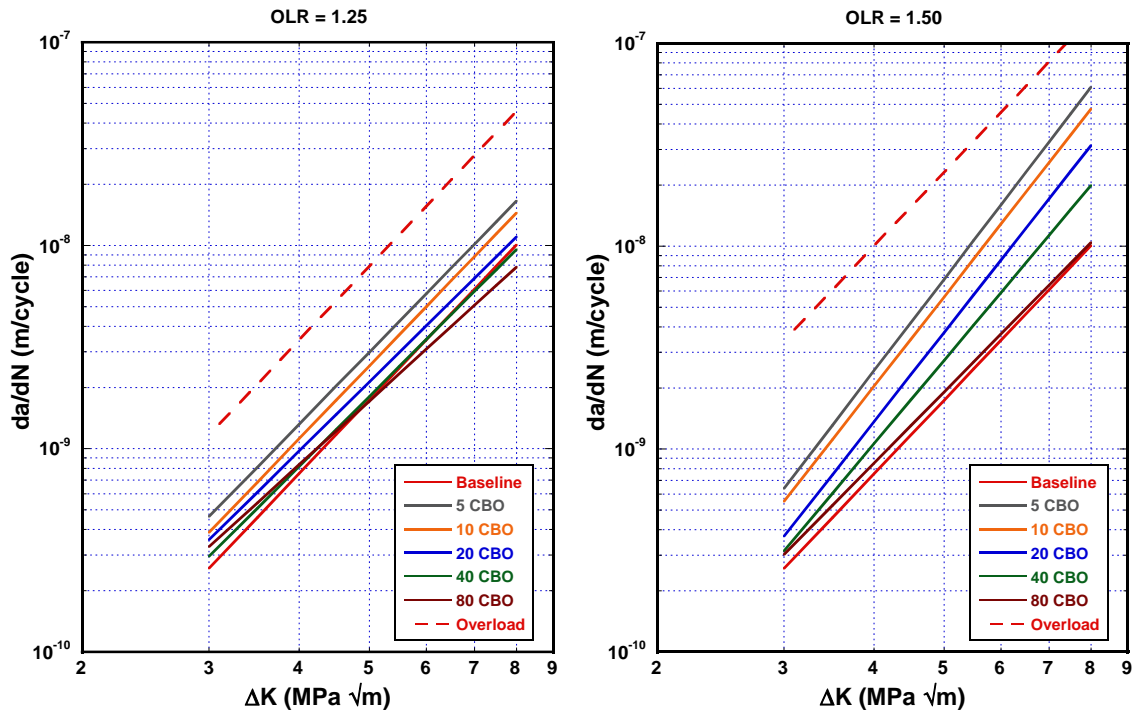 OLR = 1.25
10⁻⁷
10⁻⁸
10⁻⁹
10⁻¹⁰
da/dN (m/cycle)
Baseline
5 CBO
10 CBO
20 CBO
40 CBO
80 CBO
Overload
2 3 4 5 6 7 8 9
ΔK (MPa √m)
OLR = 1.50
10⁻⁷
10⁻⁸
10⁻⁹
10⁻¹⁰
da/dN (m/cycle)
Baseline
5 CBO
10 CBO
20 CBO
40 CBO
80 CBO
Overload
2 3 4 5 6 7 8 9
ΔK (MPa √m)